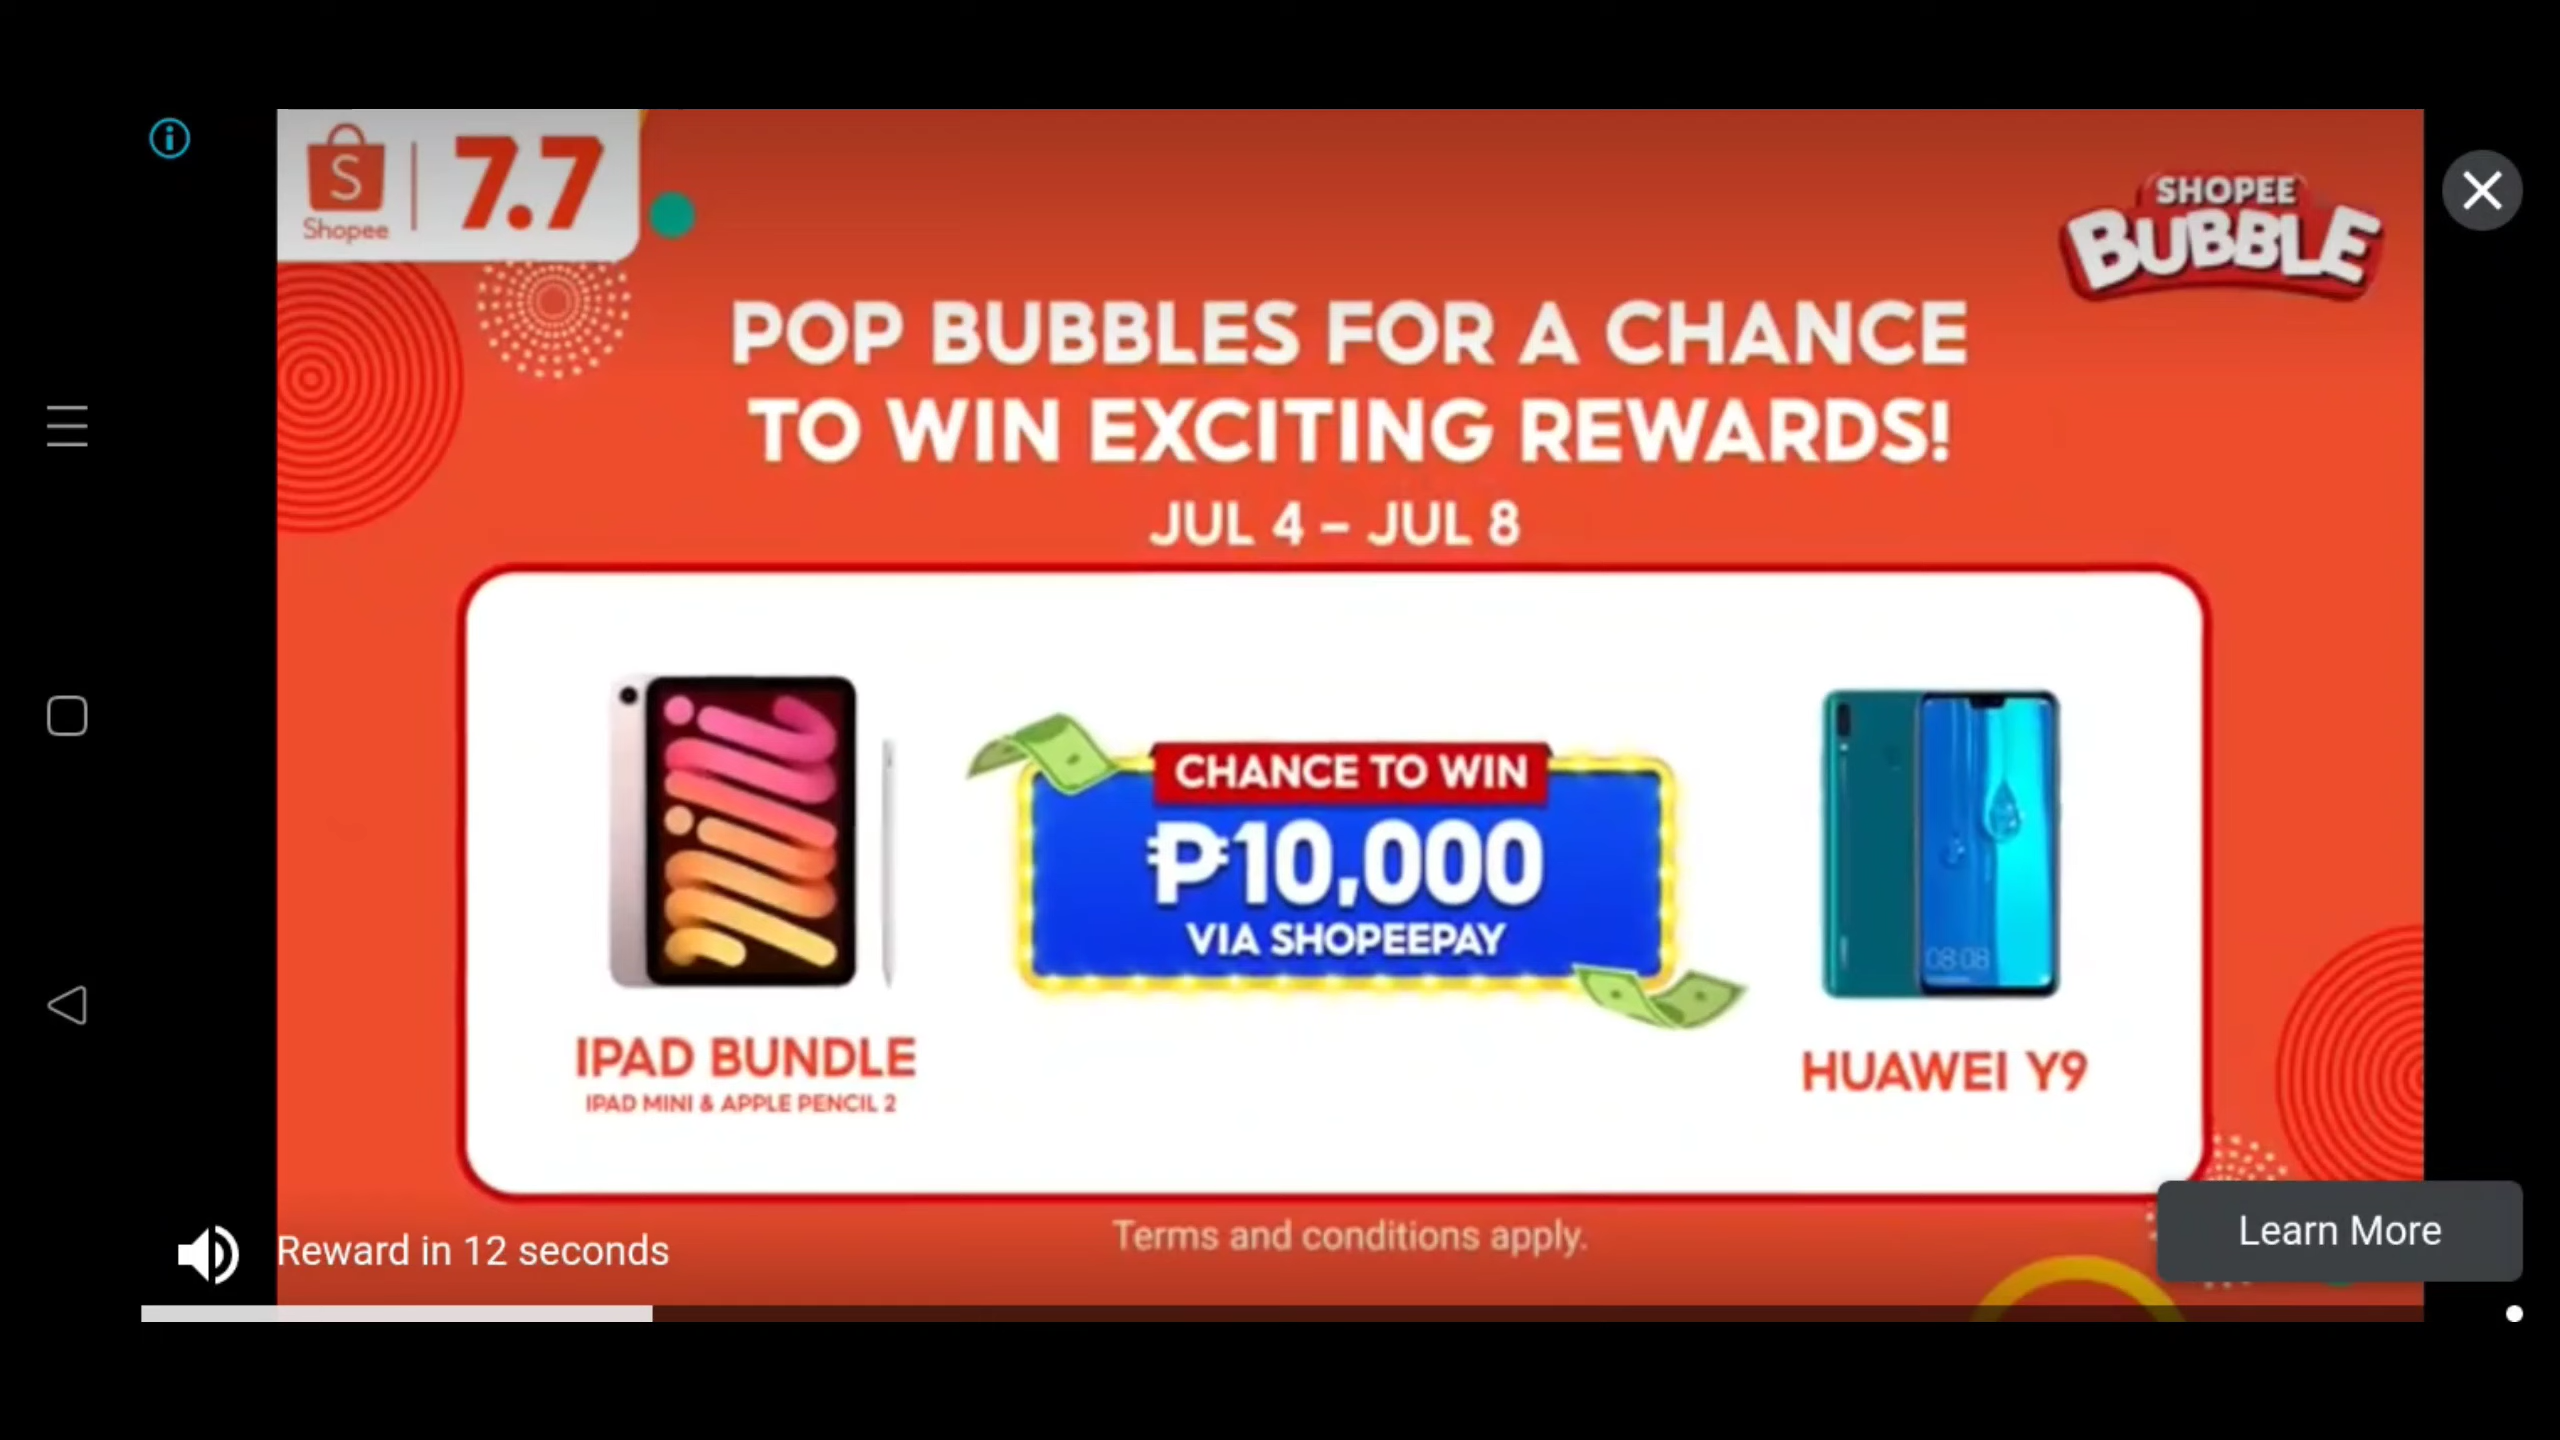 S
Shopee
7.7
SHOPEE
BUBBLE
POP BUBBLES FOR A CHANCE
TO WIN EXCITING REWARDS!
JUL 4 – JUL 8
CHANCE TO WIN
₱10,000
VIA SHOPEEPAY
08:08
IPAD BUNDLE
IPAD MINI & APPLE PENCIL 2
HUAWEI Y9
Terms and conditions apply.
Reward in 12 seconds
Learn More